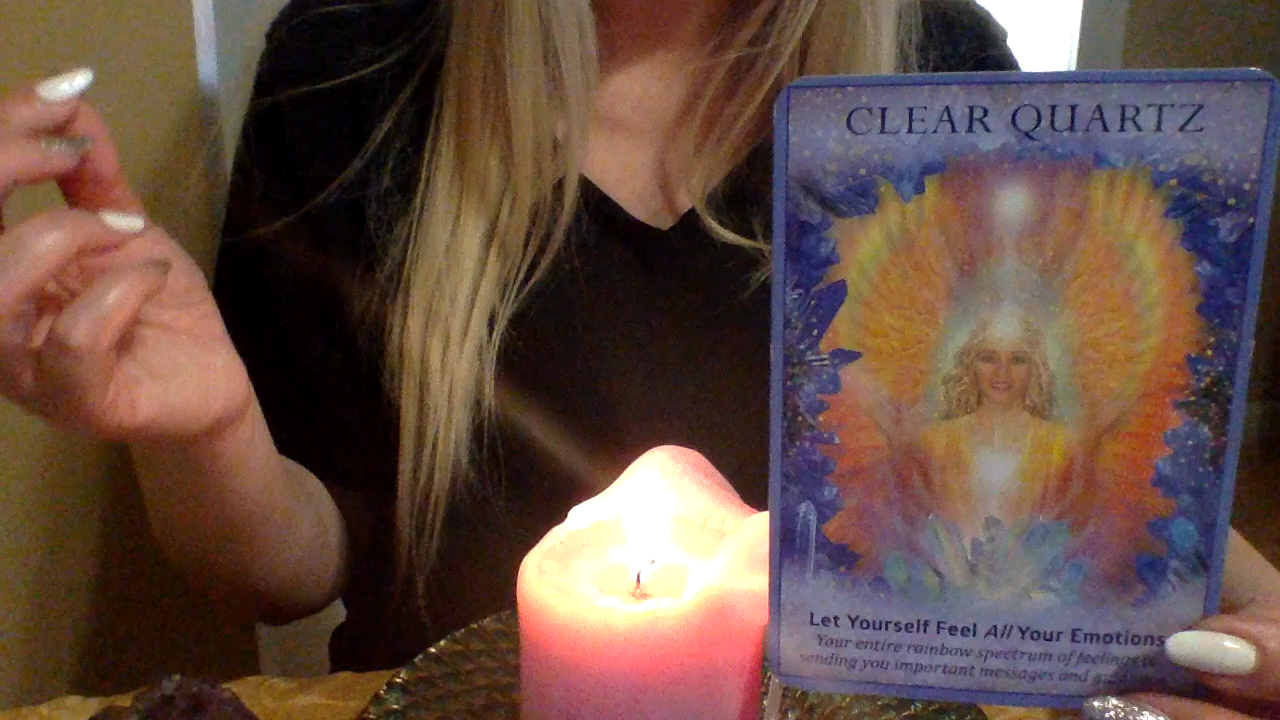 CLEAR QUARTZ
Let Yourself Feel All Your Emotions
Your entire rainbow spectrum of feelings is
sending you important messages and